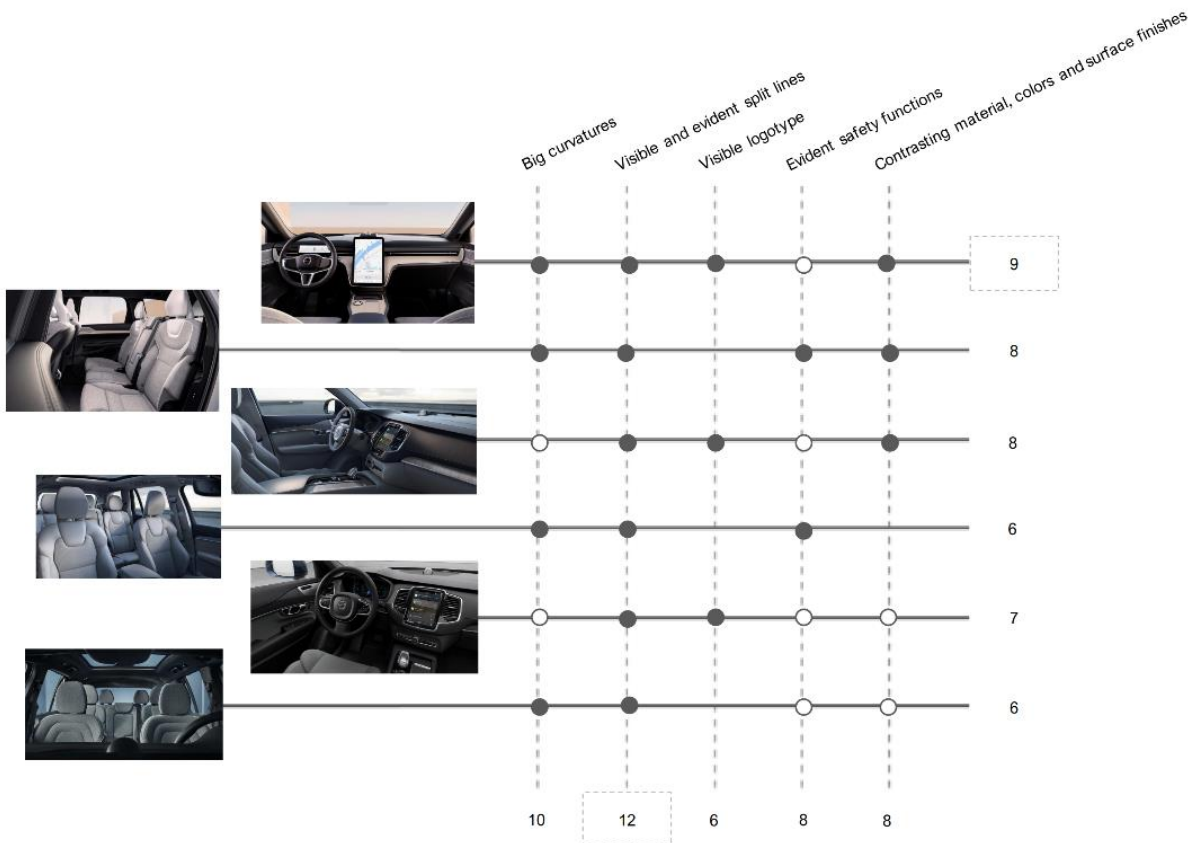 Big curvatures
Visible and evident split lines
Visible logotype
Evident safety functions
Contrasting material, colors and surface finishes
9
8
8
6
7
6
10 12 6 8 8